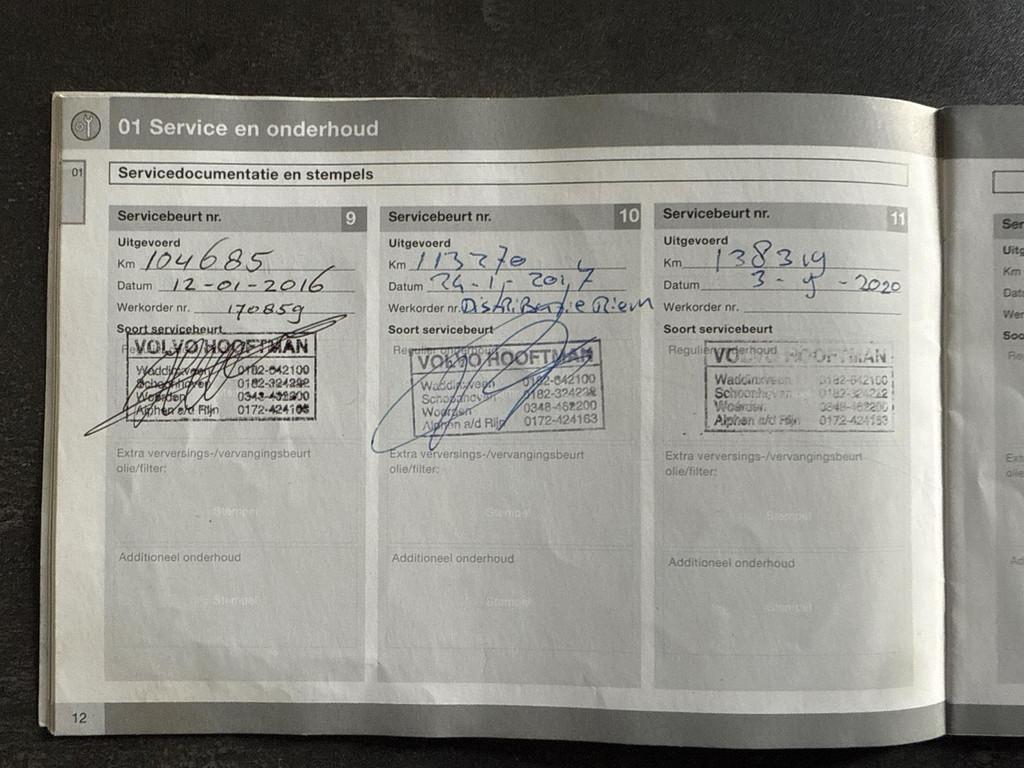 01 Service en onderhoud
01
Servicedocumentatie en stempels
Servicebeurt nr. 9
Uitgevoerd
Km 104685
Datum 12-01-2016
Werkorder nr. 170859
Soort servicebeurt
VOLVO HOOFTMAN
Waddinxveen 0182-642100
Schoonhoven 0182-324222
Woerden 0348-482200
Alphen a/d Rijn 0172-424163
Extra verversings-/vervangingsbeurt
olie/filter:
Stempel
Additioneel onderhoud
Stempel
Servicebeurt nr. 10
Uitgevoerd
Km 113270
Datum 24-1-2017
Werkorder nr. Distributie Riem
Soort servicebeurt
Regulier onderhoud
VOLVO HOOFTMAN
Waddinxveen 0182-642100
Schoonhoven 0182-324222
Woerden 0348-482200
Alphen a/d Rijn 0172-424163
Extra verversings-/vervangingsbeurt
olie/filter:
Stempel
Additioneel onderhoud
Stempel
Servicebeurt nr. 11
Uitgevoerd
Km 138319
Datum 3 - - 2020
Werkorder nr.
Soort servicebeurt
Regulier onderhoud
VOLVO HOOFTMAN
Waddinxveen 0182-642100
Schoonhoven 0182-324222
Woerden 0348-482200
Alphen a/d Rijn 0172-424163
Extra verversings-/vervangingsbeurt
olie/filter:
Stempel
Additioneel onderhoud
Stempel
12